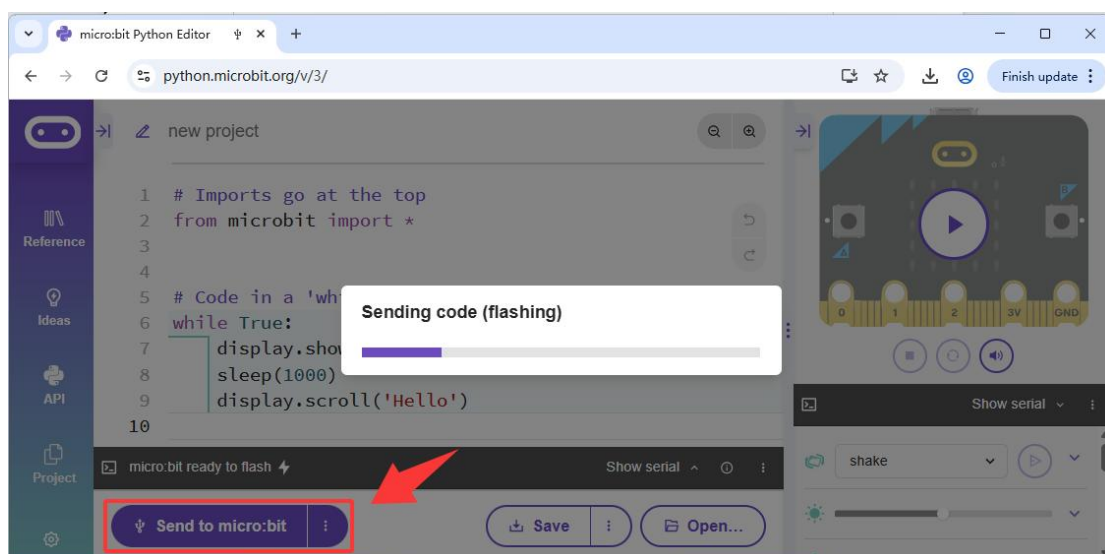 micro:bit Python Editor
python.microbit.org/v/3/
Finish update
new project
Reference
Ideas
API
Project
1 # Imports go at the top
2 from microbit import *
3
4
5 # Code in a 'wh
6 while True:
7 display.show
8 sleep(1000)
9 display.scroll('Hello')
10
Sending code (flashing)
micro:bit ready to flash
Show serial
Send to micro:bit
Save
Open...
A
B
0 1 2 3V GND
Show serial
shake